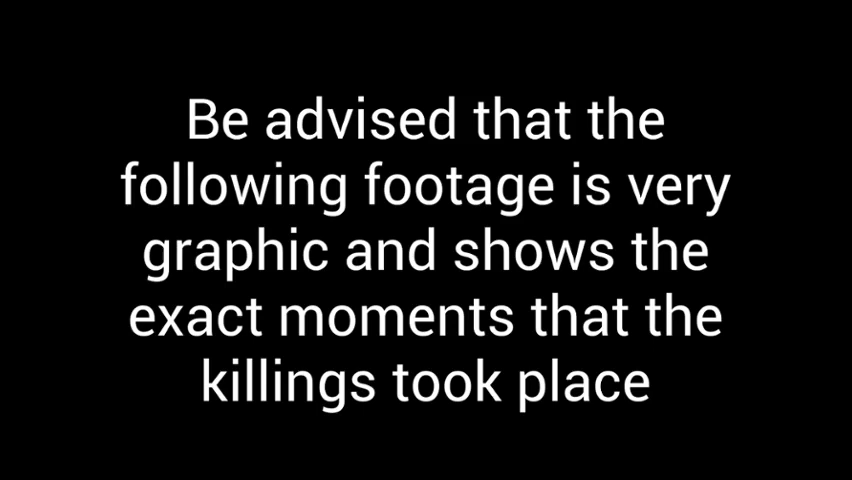 Be advised that the
following footage is very
graphic and shows the
exact moments that the
killings took place